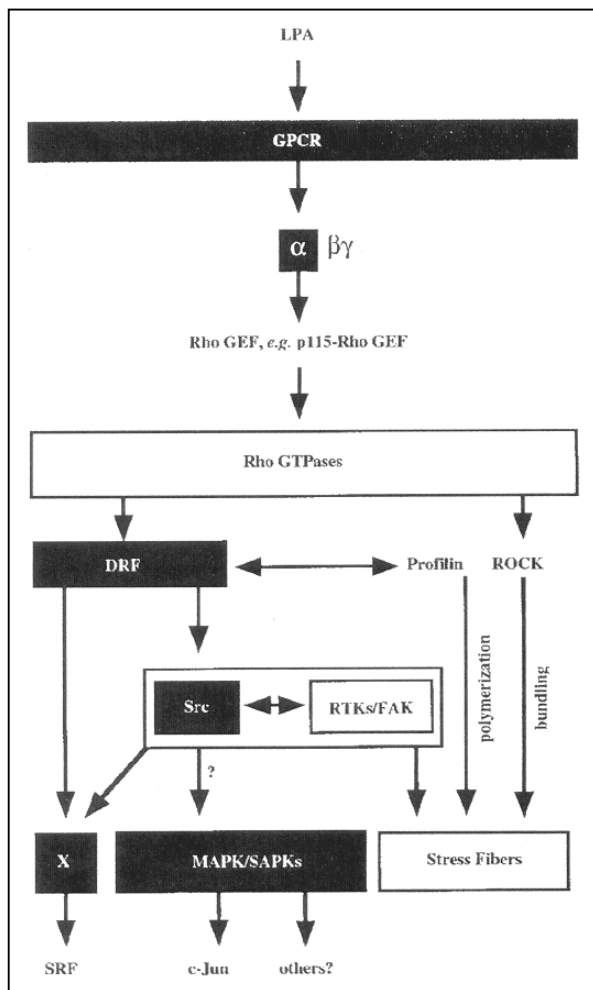 LPA
GPCR
α βγ
Rho GEF, e.g. p115-Rho GEF
Rho GTPases
DRF
Profilin ROCK
polymerization
bundling
Src
RTKs/FAK
?
X
MAPK/SAPKs
Stress Fibers
SRF
c-Jun
others?